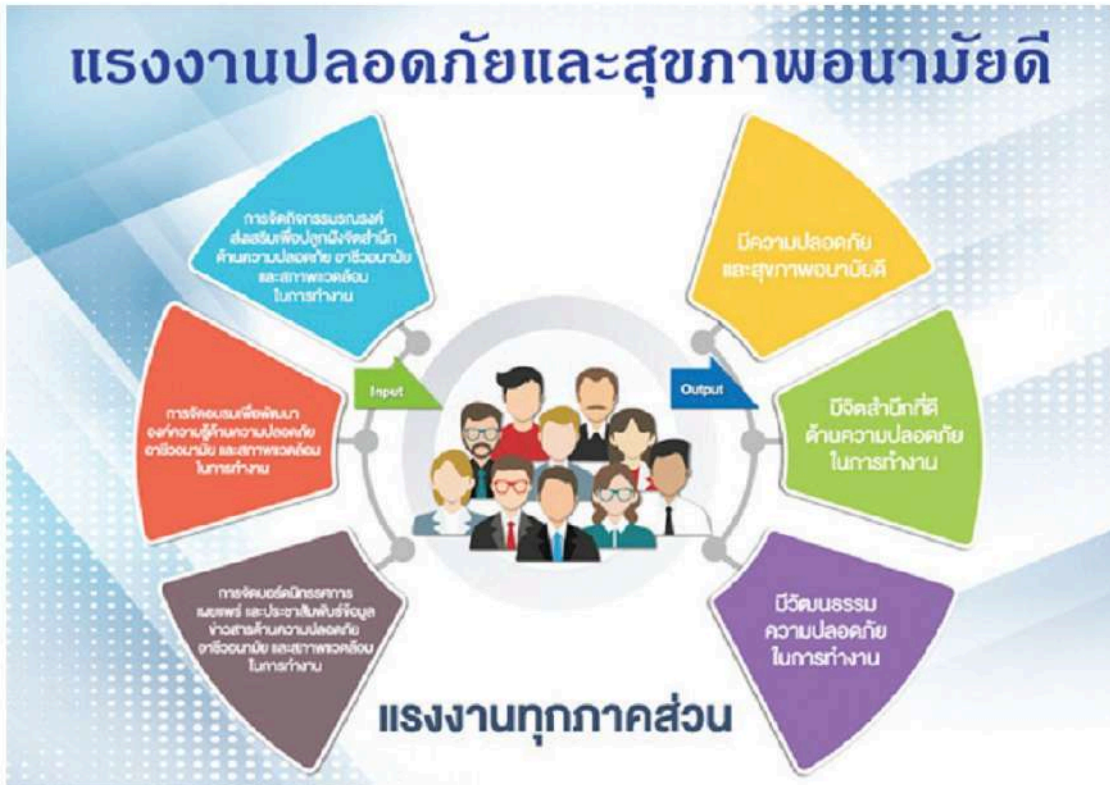 แรงงานปลอดภัยและสุขภาพอนามัยดี
การจัดกิจกรรมรณรงค์
ส่งเสริมเพื่อปลูกฝังจิตสำนึก
ด้านความปลอดภัย อาชีวอนามัย
และสภาพแวดล้อม
ในการทำงาน
การจัดอบรมเพื่อพัฒนา
องค์ความรู้ด้านความปลอดภัย
อาชีวอนามัย และสภาพแวดล้อม
ในการทำงาน
การจัดบอร์ดนิทรรศการ
เผยแพร่ และประชาสัมพันธ์ข้อมูล
ข่าวสารด้านความปลอดภัย
อาชีวอนามัย และสภาพแวดล้อม
ในการทำงาน
Input
Output
มีความปลอดภัย
และสุขภาพอนามัยดี
มีจิตสำนึกที่ดี
ด้านความปลอดภัย
ในการทำงาน
มีวัฒนธรรม
ความปลอดภัย
ในการทำงาน
แรงงานทุกภาคส่วน